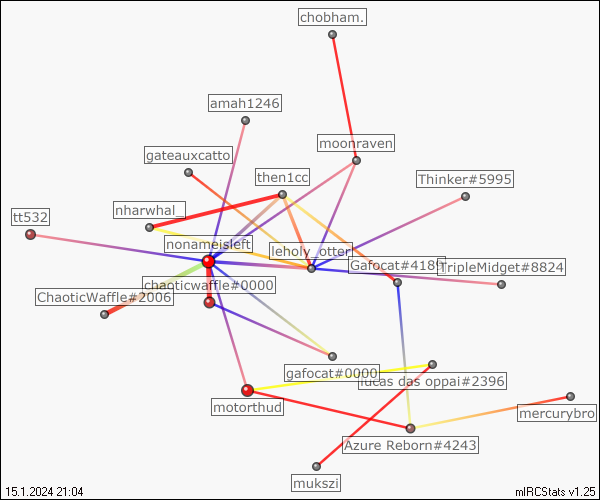 chobham.
amah1246
moonraven
gateauxcatto
then1cc
Thinker#5995
nharwhal_
tt532
nonameisleft
leholy_otter
Gafocat#4189
TripleMidget#8824
chaoticwaffle#0000
ChaoticWaffle#2006
gafocat#0000
lucas das oppai#2396
motorthud
mercurybro
Azure Reborn#4243
mukszi
15.1.2024 21:04
mIRCStats v1.25